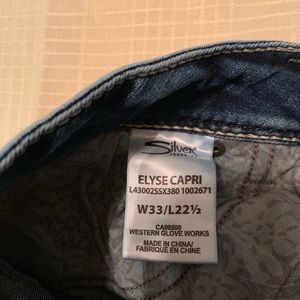 Silver
JEANS CO.
ELYSE CAPRI
L43002SSX380 1002671
W33/L22½
CA00500
WESTERN GLOVE WORKS
MADE IN CHINA/
FABRIQUÉ EN CHINE